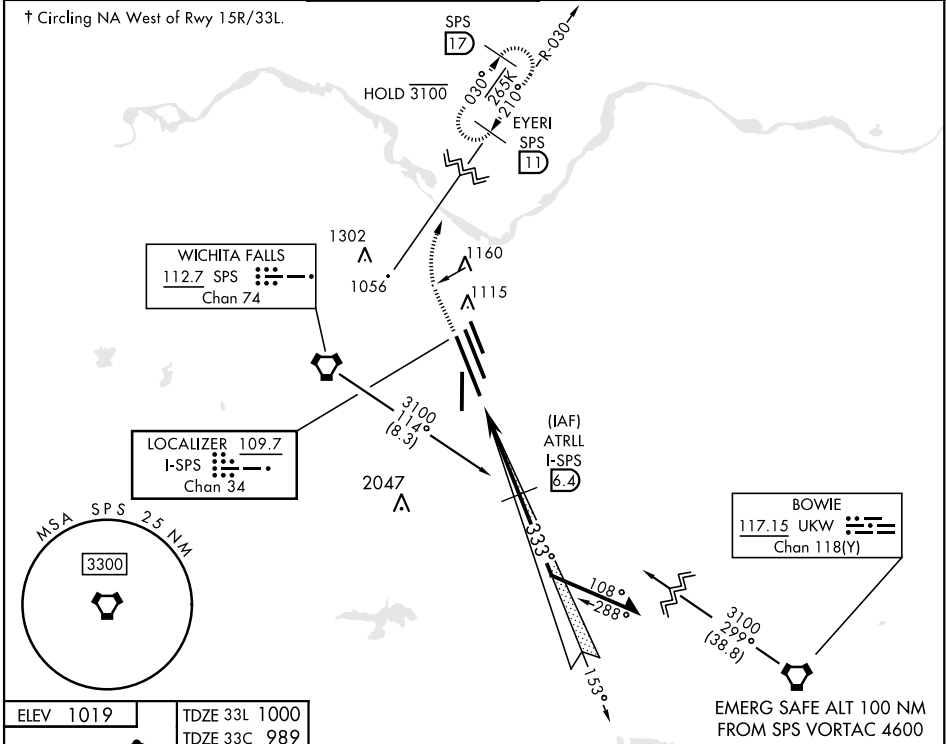 † Circling NA West of Rwy 15R/33L.
SPS
17
R-030
HOLD 3100
030°
265K
210°
EYERI
SPS
11
1302
1160
1056
1115
WICHITA FALLS
112.7 SPS
Chan 74
3100
114°
(8.3)
(IAF)
ATRLL
I-SPS
6.4
LOCALIZER 109.7
I-SPS
Chan 34
2047
333°
BOWIE
117.15 UKW
Chan 118(Y)
MSA SPS 25 NM
3300
108°
288°
3100
299°
(38.8)
153°
ELEV 1019
TDZE 33L 1000
TDZE 33C 989
EMERG SAFE ALT 100 NM
FROM SPS VORTAC 4600